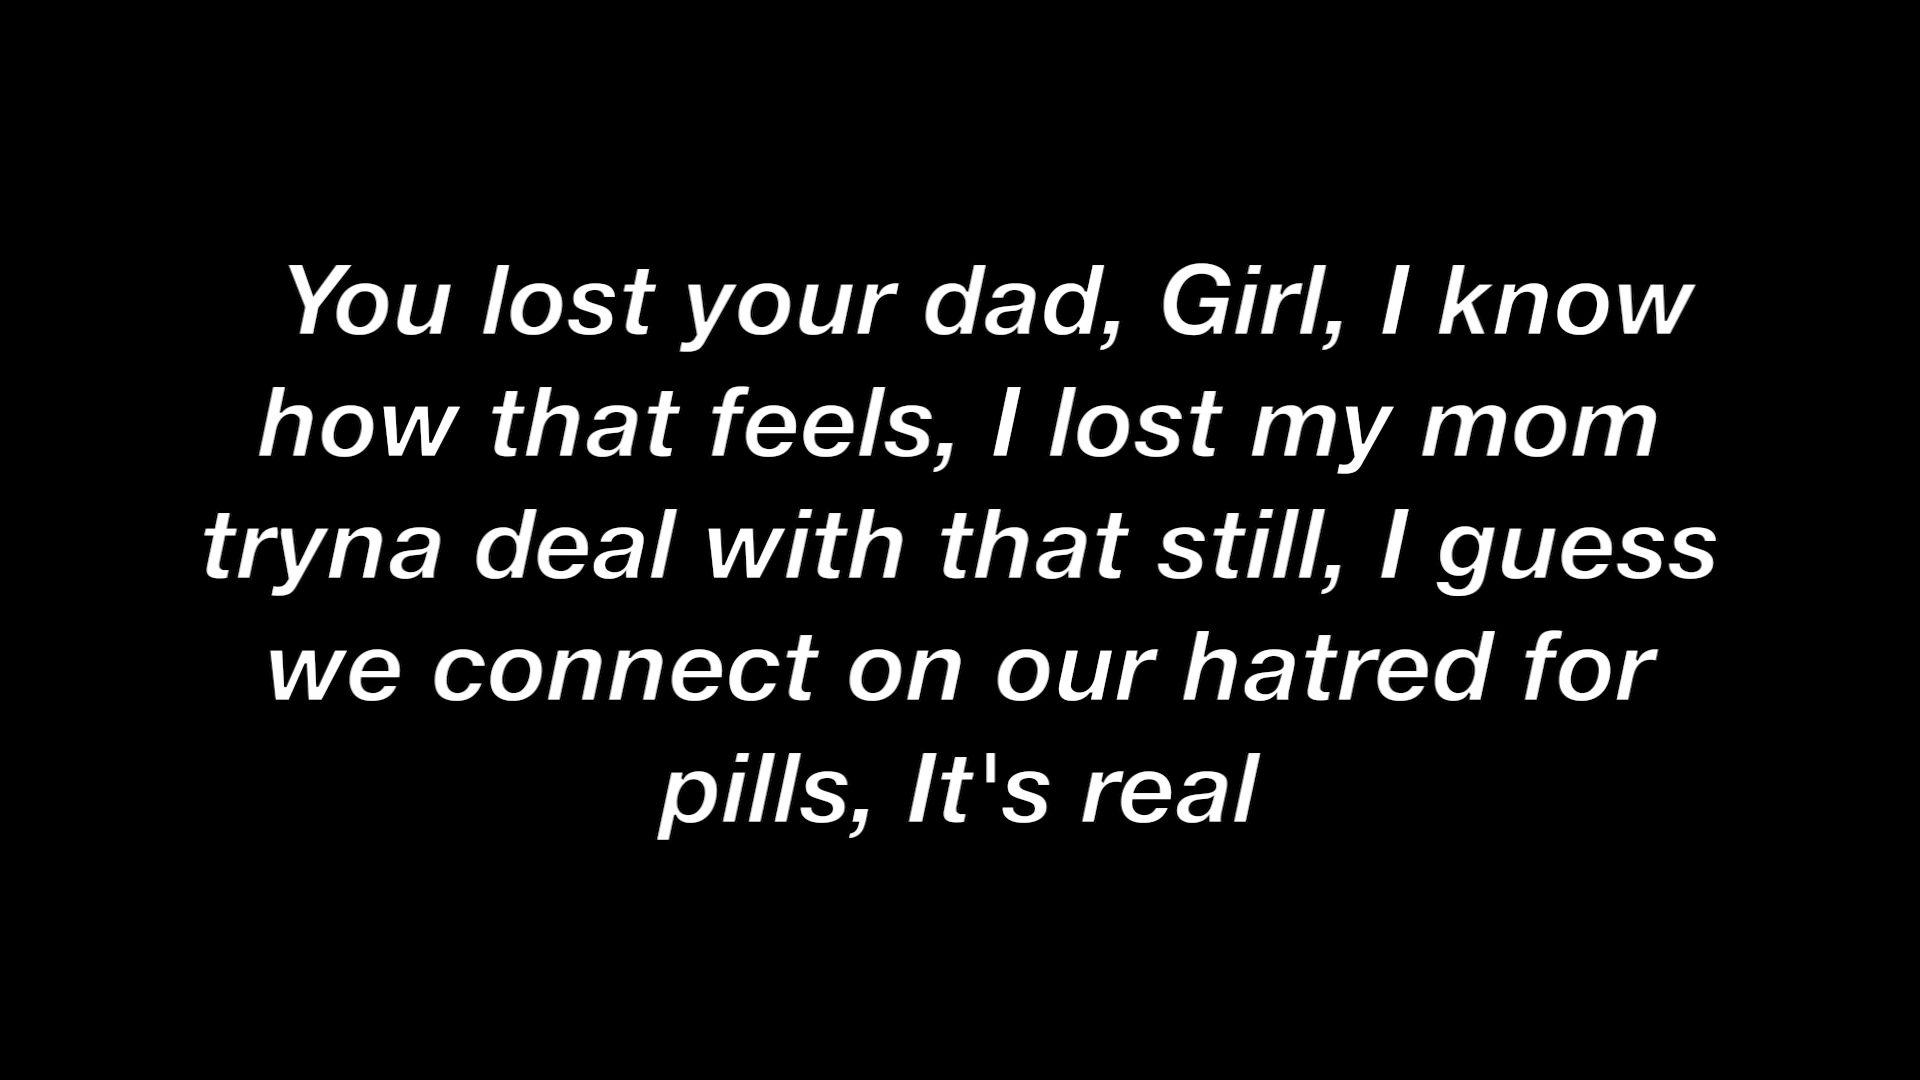 You lost your dad, Girl, I know
how that feels, I lost my mom
tryna deal with that still, I guess
we connect on our hatred for
pills, It's real